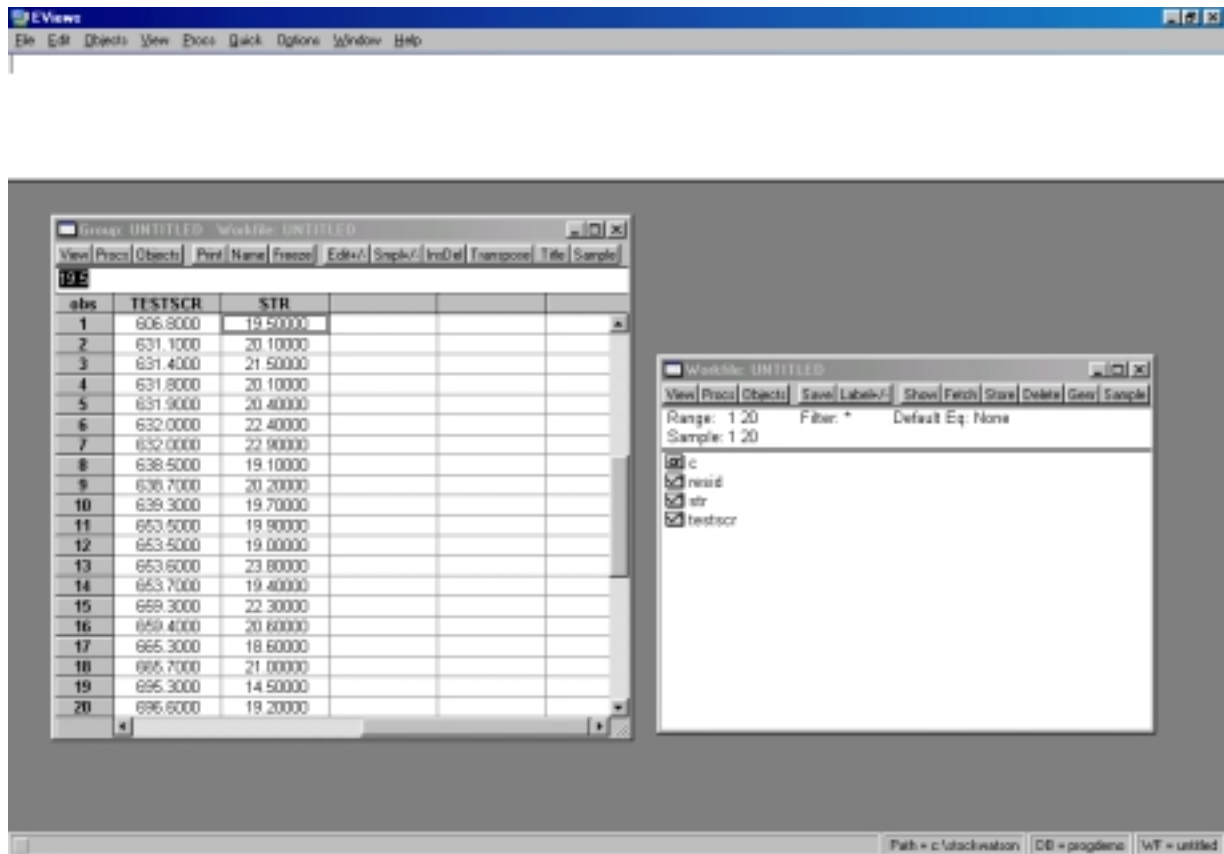 EViews
File Edit Objects View Procs Quick Options Window Help
Group: UNTITLED Workfile: UNTITLED
View Procs Objects Print Name Freeze Edit+/- Smpl+/- InsDel Transpose Title Sample
19.5
obs TESTSCR STR
1 606.8000 19.50000
2 631.1000 20.10000
3 631.4000 21.50000
4 631.8000 20.10000
5 631.9000 20.40000
6 632.0000 22.40000
7 632.0000 22.90000
8 638.5000 19.10000
9 638.7000 20.20000
10 639.3000 19.70000
11 653.5000 19.90000
12 653.5000 19.00000
13 653.6000 23.80000
14 653.7000 19.40000
15 659.3000 22.30000
16 659.4000 20.60000
17 665.3000 18.60000
18 665.7000 21.00000
19 695.3000 14.50000
20 696.6000 19.20000
Workfile: UNTITLED
View Procs Objects Save Label+/- Show Fetch Store Delete Genr Sample
Range: 1 20 Filter: * Default Eq: None
Sample: 1 20
c
resid
str
testscr
Path = c:\stockwatson DB = progdemo WF = untitled